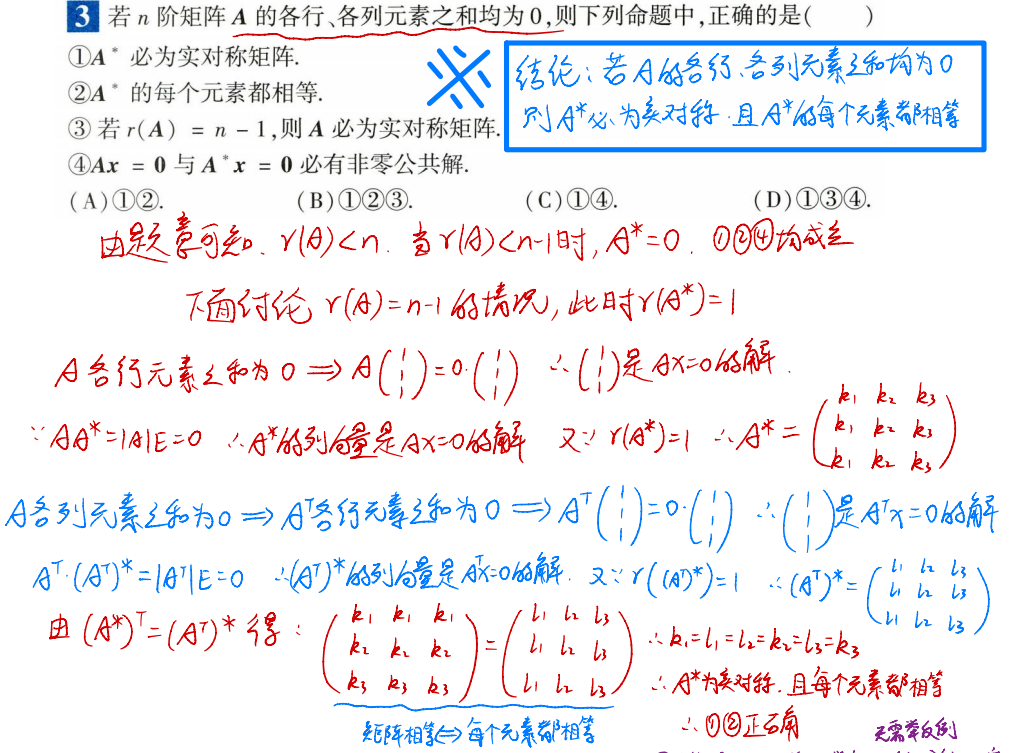 3 若 n 阶矩阵 A 的各行、各列元素之和均为 0,则下列命题中,正确的是(  )
①A* 必为实对称矩阵.
②A* 的每个元素都相等.
③若 r(A) = n - 1,则 A 必为实对称矩阵.
④Ax = 0 与 A*x = 0 必有非零公共解.
(A)①②. (B)①②③. (C)①④. (D)①③④.
※ 结论:若A的各行、各列元素之和均为0
则A*必为实对称.且A*的每个元素都相等
由题意可知. r(A)<n. 当r(A)<n-1时, A*=0. ①②④均成立
下面讨论 r(A)=n-1的情况, 此时r(A*)=1
A各行元素之和为0 ⟹ A(1 1 1)=0·(1 1 1) ∴(1 1 1)是AX=0的解.
∵AA*=|A|E=0 ∴A*的列向量是AX=0的解 又∵r(A*)=1 ∴A*=
k₁ k₂ k₃
k₁ k₂ k₃
k₁ k₂ k₃
A各列元素之和为0 ⟹ Aᵀ各行元素之和为0 ⟹ Aᵀ(1 1 1)=0·(1 1 1) ∴(1 1 1)是Aᵀx=0的解
Aᵀ·(Aᵀ)*=|Aᵀ|E=0 ∴(Aᵀ)*的列向量是Aᵀx=0的解. 又∵r((Aᵀ)*)=1 ∴(Aᵀ)*=
l₁ l₂ l₃
l₁ l₂ l₃
l₁ l₂ l₃
由(A*)ᵀ=(Aᵀ)*得:
k₁ k₁ k₁
k₂ k₂ k₂
k₃ k₃ k₃
=
l₁ l₂ l₃
l₁ l₂ l₃
l₁ l₂ l₃
∴k₁=l₁=l₂=k₂=l₃=k₃
∴A*为实对称.且每个元素都相等
矩阵相等⟺每个元素都相等
∴①②正确
无需举反例